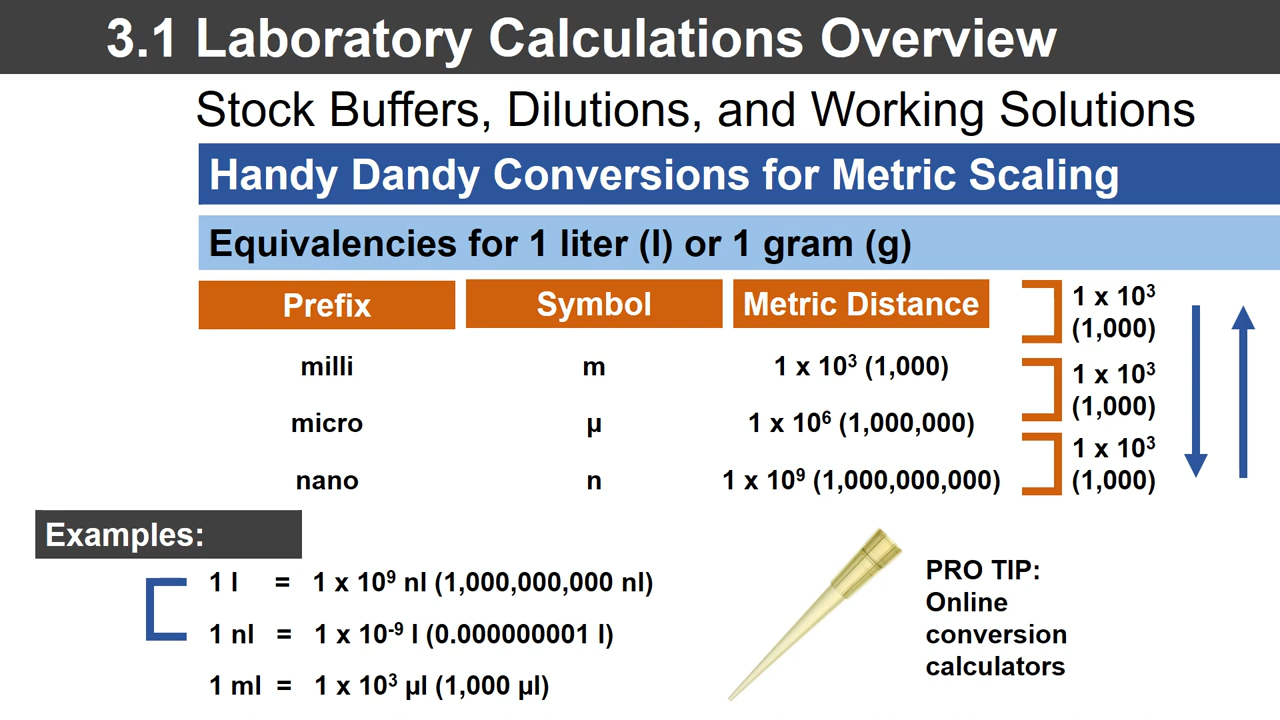 3.1 Laboratory Calculations Overview
Stock Buffers, Dilutions, and Working Solutions
Handy Dandy Conversions for Metric Scaling
Equivalencies for 1 liter (l) or 1 gram (g)
Prefix Symbol Metric Distance
1 x 10³ (1,000)
milli m 1 x 10³ (1,000)
1 x 10³ (1,000)
micro µ 1 x 10⁶ (1,000,000)
1 x 10³ (1,000)
nano n 1 x 10⁹ (1,000,000,000)
Examples:
1 l = 1 x 10⁹ nl (1,000,000,000 nl)
1 nl = 1 x 10⁻⁹ l (0.000000001 l)
1 ml = 1 x 10³ µl (1,000 µl)
PRO TIP:
Online
conversion
calculators